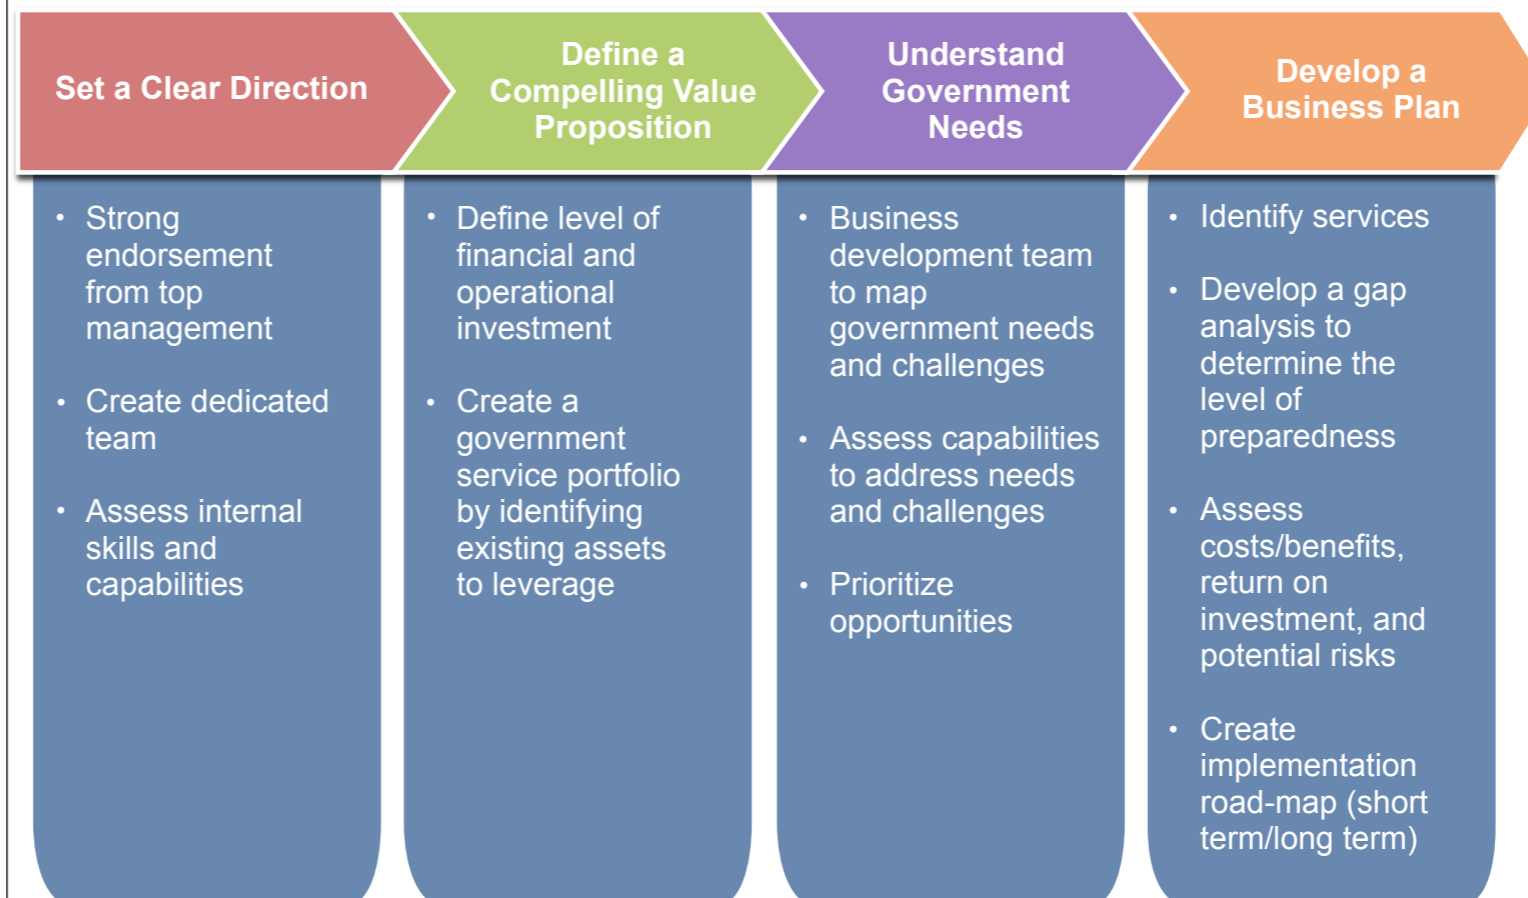 Set a Clear Direction
Define a
Compelling Value
Proposition
Understand
Government
Needs
Develop a
Business Plan
• Strong
endorsement
from top
management
• Create dedicated
team
• Assess internal
skills and
capabilities
• Define level of
financial and
operational
investment
• Create a
government
service portfolio
by identifying
existing assets
to leverage
• Business
development team
to map
government needs
and challenges
• Assess capabilities
to address needs
and challenges
• Prioritize
opportunities
• Identify services
• Develop a gap
analysis to
determine the
level of
preparedness
• Assess
costs/benefits,
return on
investment, and
potential risks
• Create
implementation
road-map (short
term/long term)